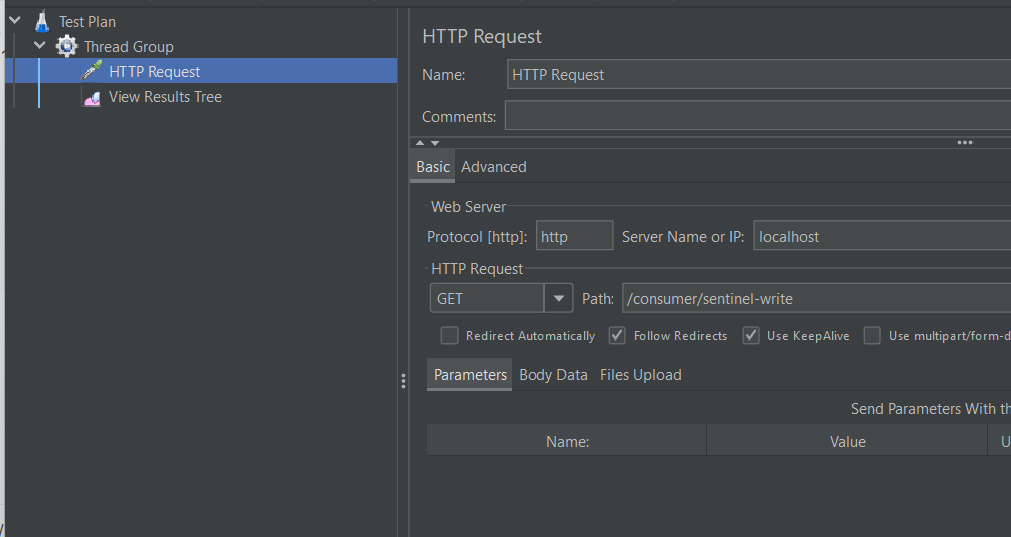 Test Plan
Thread Group
HTTP Request
View Results Tree
HTTP Request
Name: HTTP Request
Comments:
Basic Advanced
Web Server
Protocol [http]: http Server Name or IP: localhost
HTTP Request
GET Path: /consumer/sentinel-write
Redirect Automatically Follow Redirects Use KeepAlive Use multipart/form-d
Parameters Body Data Files Upload
Send Parameters With th
Name: Value U